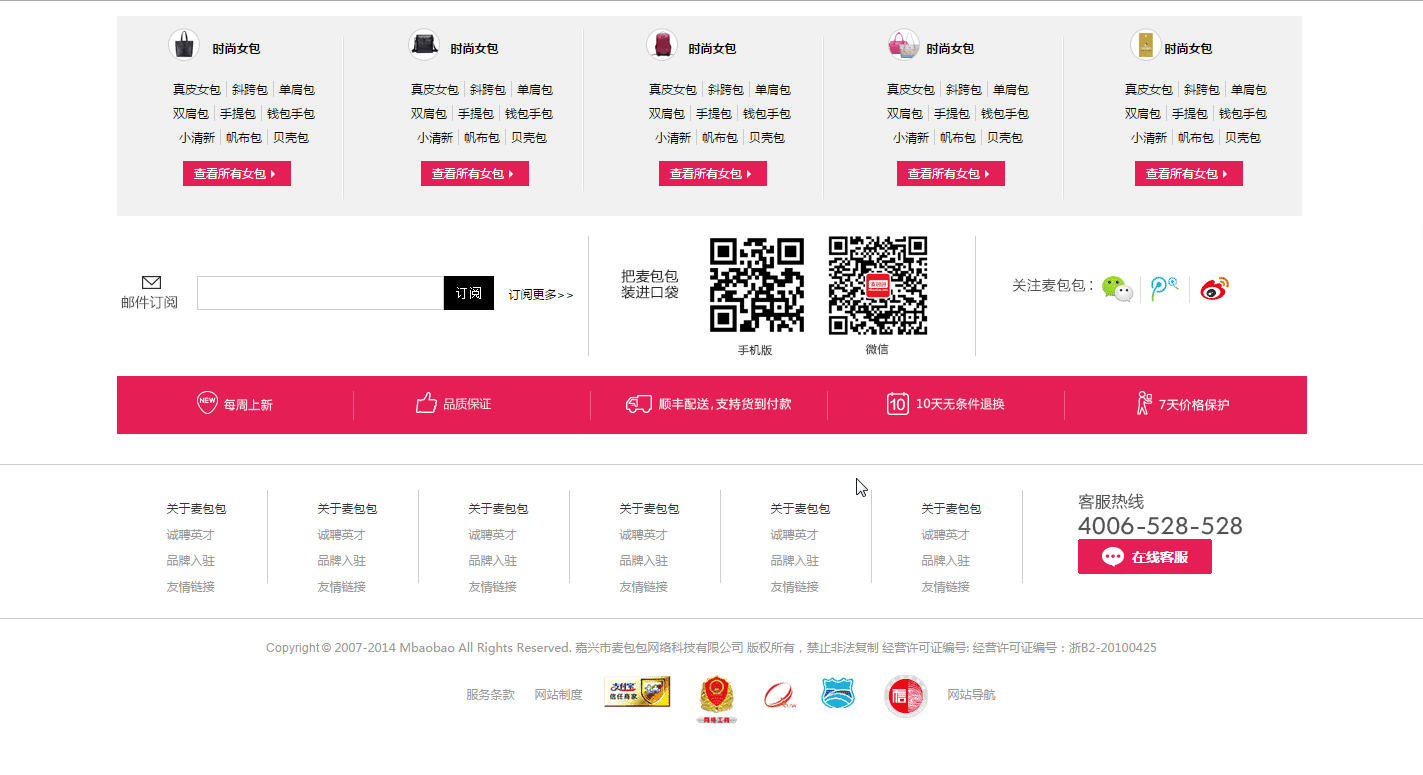 时尚女包 时尚女包 时尚女包 时尚女包 时尚女包
真皮女包 斜跨包 单肩包 真皮女包 斜跨包 单肩包 真皮女包 斜跨包 单肩包 真皮女包 斜跨包 单肩包 真皮女包 斜跨包 单肩包
双肩包 手提包 钱包手包 双肩包 手提包 钱包手包 双肩包 手提包 钱包手包 双肩包 手提包 钱包手包 双肩包 手提包 钱包手包
小清新 帆布包 贝壳包 小清新 帆布包 贝壳包 小清新 帆布包 贝壳包 小清新 帆布包 贝壳包 小清新 帆布包 贝壳包
查看所有女包 查看所有女包 查看所有女包 查看所有女包 查看所有女包
邮件订阅 订阅 订阅更多>>
把麦包包
装进口袋
手机版 微信
关注麦包包：
NEW 每周上新 品质保证 顺丰配送,支持货到付款 10 10天无条件退换 7天价格保护
关于麦包包 关于麦包包 关于麦包包 关于麦包包 关于麦包包 关于麦包包
诚聘英才 诚聘英才 诚聘英才 诚聘英才 诚聘英才 诚聘英才
品牌入驻 品牌入驻 品牌入驻 品牌入驻 品牌入驻 品牌入驻
友情链接 友情链接 友情链接 友情链接 友情链接 友情链接
客服热线
4006-528-528
在线客服
Copyright © 2007-2014 Mbaobao All Rights Reserved. 嘉兴市麦包包网络科技有限公司 版权所有，禁止非法复制 经营许可证编号: 经营许可证编号：浙B2-20100425
服务条款 网站制度 支付宝 信任商家 网络工商 信 网站导航